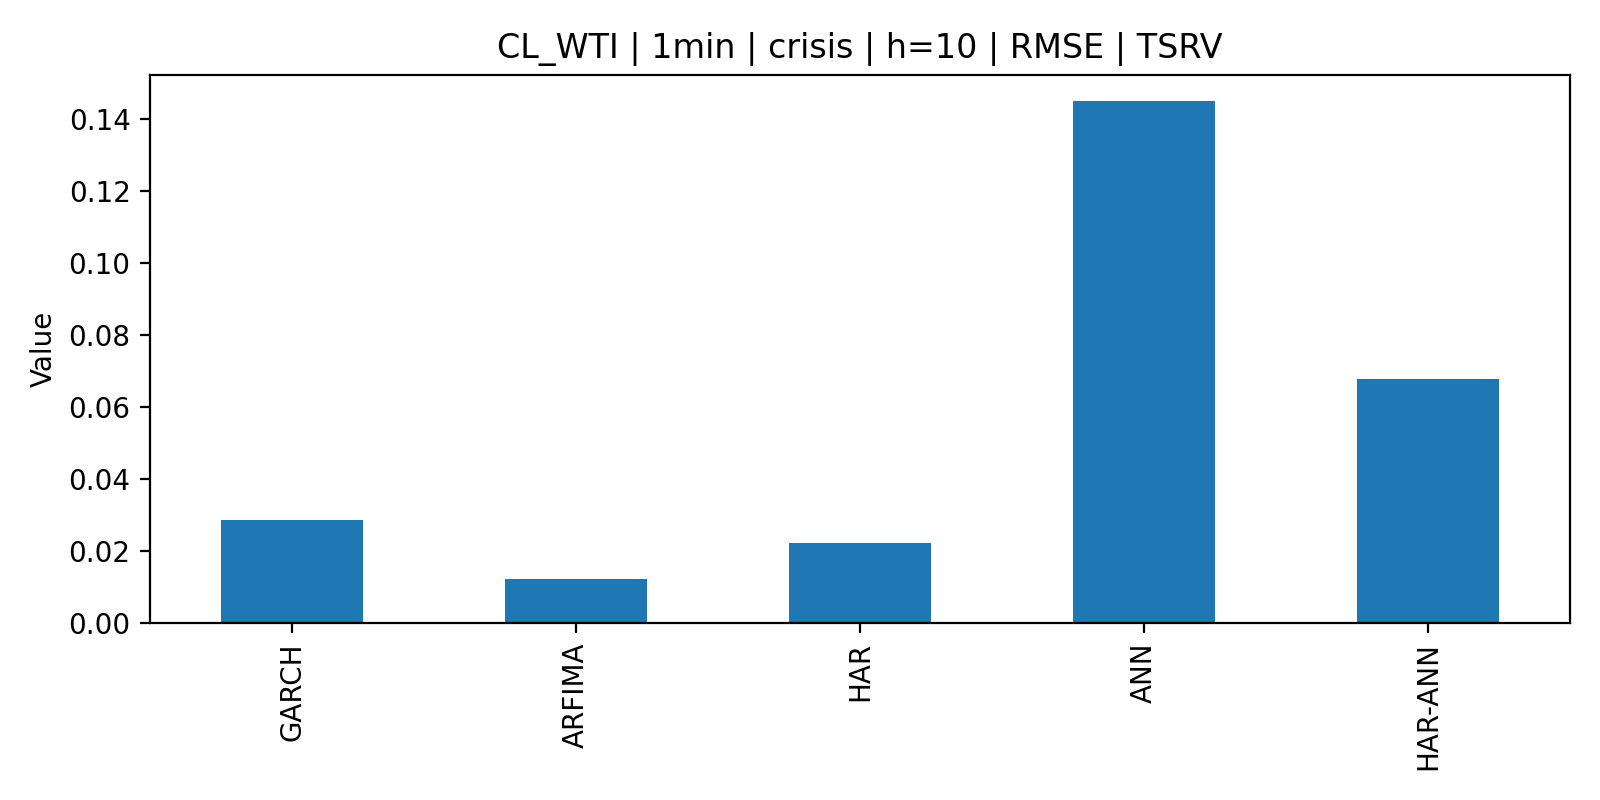 CL_WTI | 1min | crisis | h=10 | RMSE | TSRV
Value
0.14
0.12
0.10
0.08
0.06
0.04
0.02
0.00
GARCH
ARFIMA
HAR
ANN
HAR-ANN